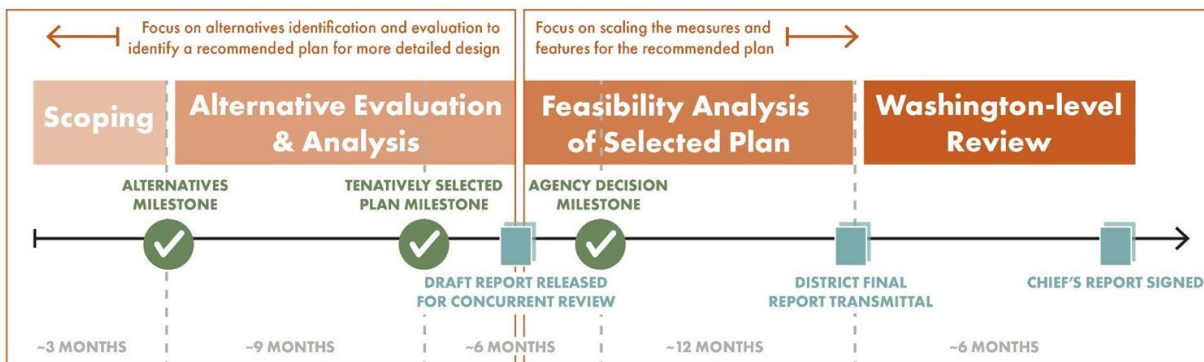 Focus on alternatives identification and evaluation to
identify a recommended plan for more detailed design
Focus on scaling the measures and
features for the recommended plan
Scoping
Alternative Evaluation
& Analysis
Feasibility Analysis
of Selected Plan
Washington-level
Review
ALTERNATIVES
MILESTONE
TENATIVELY SELECTED
PLAN MILESTONE
AGENCY DECISION
MILESTONE
DRAFT REPORT RELEASED
FOR CONCURRENT REVIEW
DISTRICT FINAL
REPORT TRANSMITTAL
CHIEF'S REPORT SIGNED
~3 MONTHS
~9 MONTHS
~6 MONTHS
~12 MONTHS
~6 MONTHS